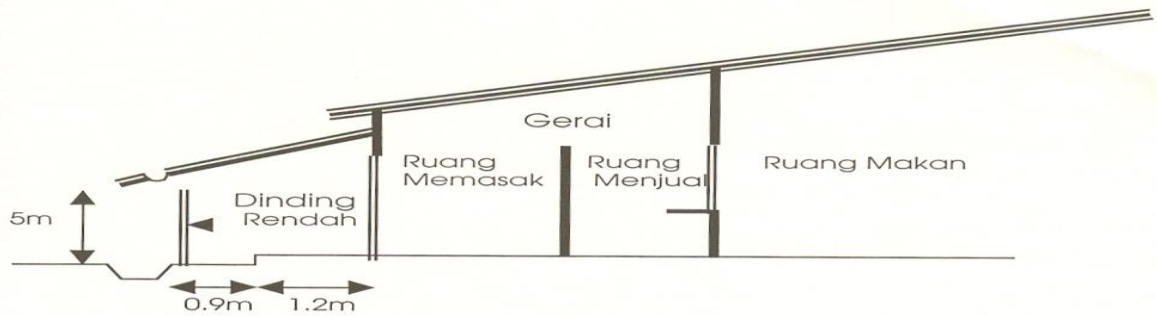 Gerai
Ruang
Memasak
Ruang
Menjual
Ruang Makan
Dinding
Rendah
5m
0.9m
1.2m